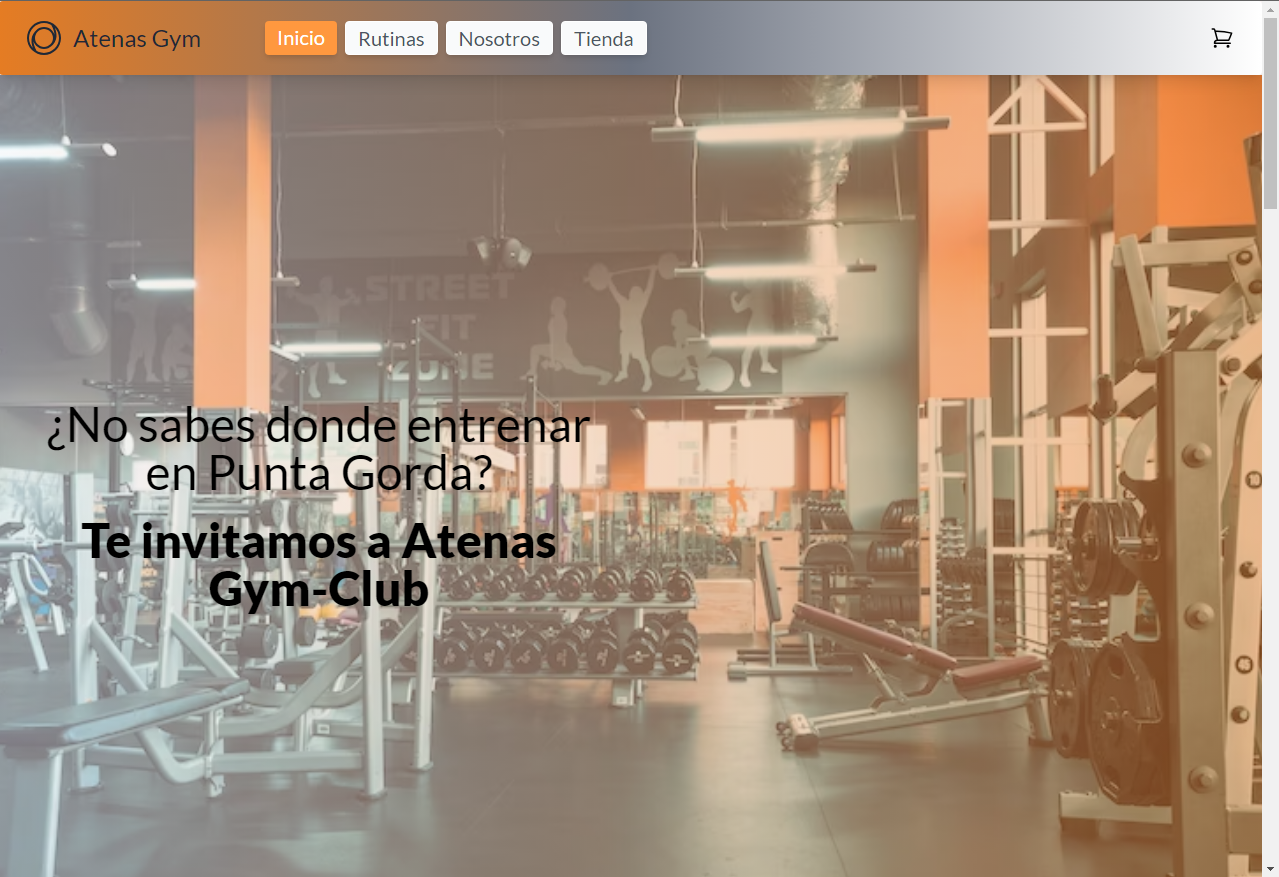 Atenas Gym
Inicio
Rutinas
Nosotros
Tienda
STREET
FIT
ZONE
¿No sabes donde entrenar
en Punta Gorda?
Te invitamos a Atenas
Gym-Club